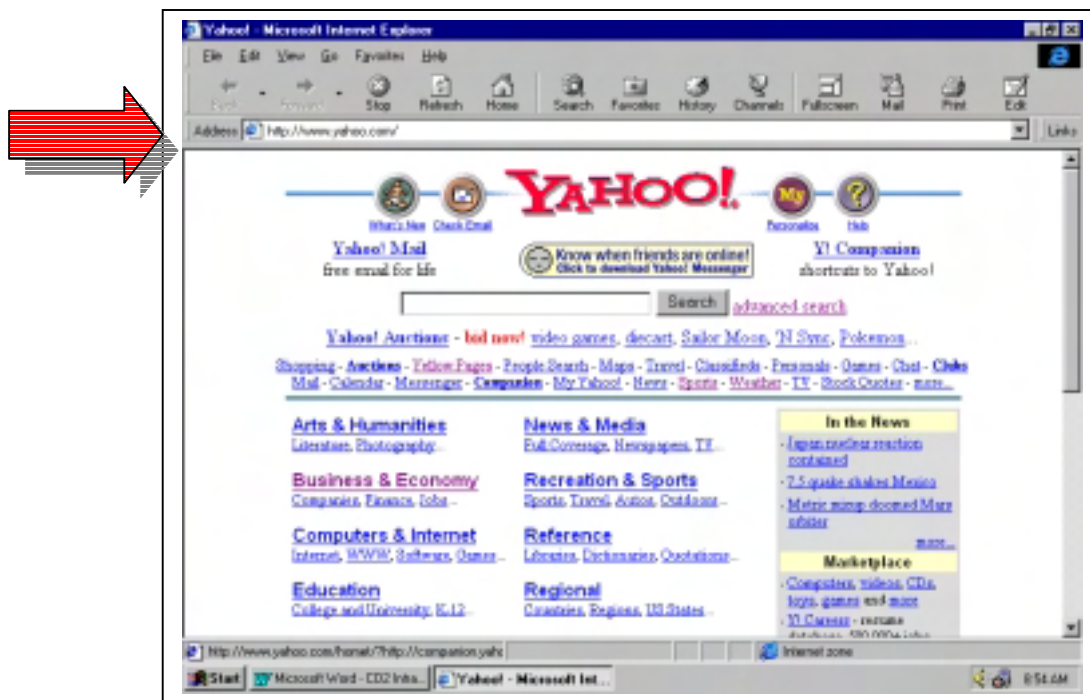 Yahoo! - Microsoft Internet Explorer
File Edit View Go Favorites Help
Back Forward Stop Refresh Home Search Favorites History Channels Fullscreen Mail Print Edit
Address http://www.yahoo.com/ Links
YAHOO!
My ?
What's New Check Email Personalize Help
Yahoo! Mail
free email for life
Know when friends are online!
Click to download Yahoo! Messenger
Y! Companion
shortcuts to Yahoo!
Search advanced search
Yahoo! Auctions - bid now! video games, diecast, Sailor Moon, 'N Sync, Pokemon...
Shopping - Auctions - Yellow Pages - People Search - Maps - Travel - Classifieds - Personals - Games - Chat - Clubs
Mail - Calendar - Messenger - Companion - My Yahoo! - News - Sports - Weather - TV - Stock Quotes - more...
Arts & Humanities
Literature, Photography...
News & Media
Full Coverage, Newspapers, TV...
Business & Economy
Companies, Finance, Jobs...
Recreation & Sports
Sports, Travel, Autos, Outdoors...
Computers & Internet
Internet, WWW, Software, Games...
Reference
Libraries, Dictionaries, Quotations...
Education
College and University, K-12...
Regional
Countries, Regions, US States...
In the News
- Japan nuclear reaction
contained
- 7.5 quake shakes Mexico
- Metric mixup doomed Mars
orbiter
more...
Marketplace
- Computers, videos, CDs,
toys, games and more
- Y! Careers - resume
http://www.yahoo.com/homet/?http://companion.yaho Internet zone
Start Microsoft Word - CD2 Intra... Yahoo! - Microsoft Int... 8:54 AM